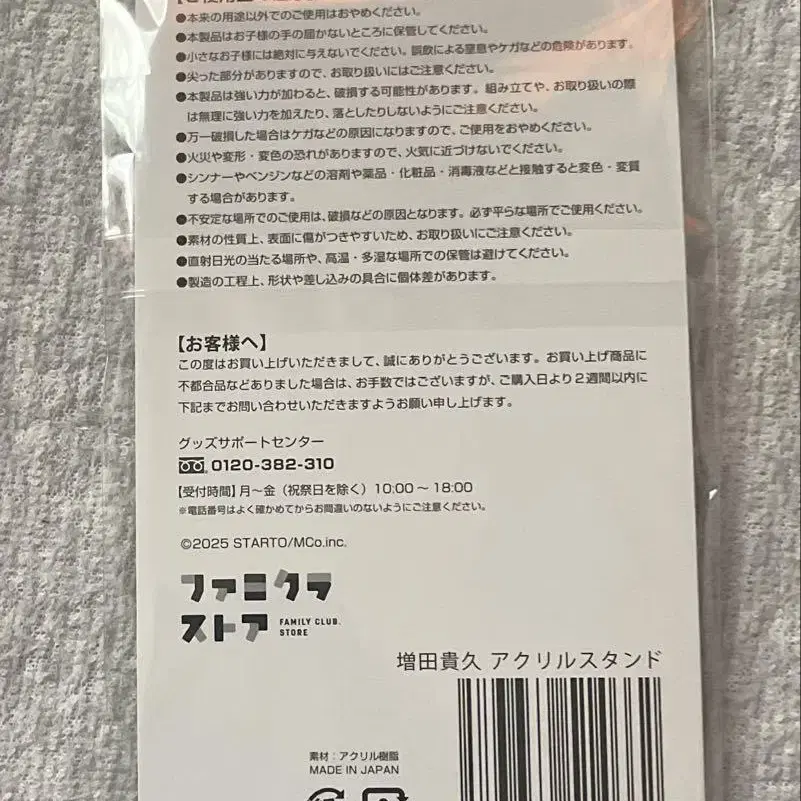 ●本来の用途以外でのご使用はおやめください。
●本製品はお子様の手の届かないところに保管してください。
●小さなお子様には絶対に与えないでください。誤飲による窒息やケガなどの危険があります。
●尖った部分がありますので、お取り扱いにはご注意ください。
●本製品は強い力が加わると、破損する可能性があります。組み立てや、お取り扱いの際
は無理に強い力を加えたり、落としたりしないようにご注意ください。
●万一破損した場合はケガなどの原因になりますので、ご使用をおやめください。
●火災や変形・変色の恐れがありますので、火気に近づけないでください。
●シンナーやベンジンなどの溶剤や薬品・化粧品・消毒液などと接触すると変色・変質
する場合があります。
●不安定な場所でのご使用は、破損などの原因となります。必ず平らな場所でご使用ください。
●素材の性質上、表面に傷がつきやすいため、お取り扱いにご注意ください。
●直射日光の当たる場所や、高温・多湿な場所での保管は避けてください。
●製造の工程上、形状や差し込みの具合に個体差があります。
【お客様へ】
この度はお買い上げいただきまして、誠にありがとうございます。お買い上げ商品に
不都合品などありました場合は、お手数ではございますが、ご購入日より2週間以内に
下記までお問い合わせいただきますようお願い申し上げます。
グッズサポートセンター
0120-382-310
【受付時間】月～金（祝祭日を除く）10:00～18:00
※電話番号はよく確かめてからお間違いのないようにご注意ください。
©2025 STARTO/MCo.inc.
ファミクラ
ストア FAMILY CLUB STORE
増田貴久 アクリルスタンド
素材：アクリル樹脂
MADE IN JAPAN